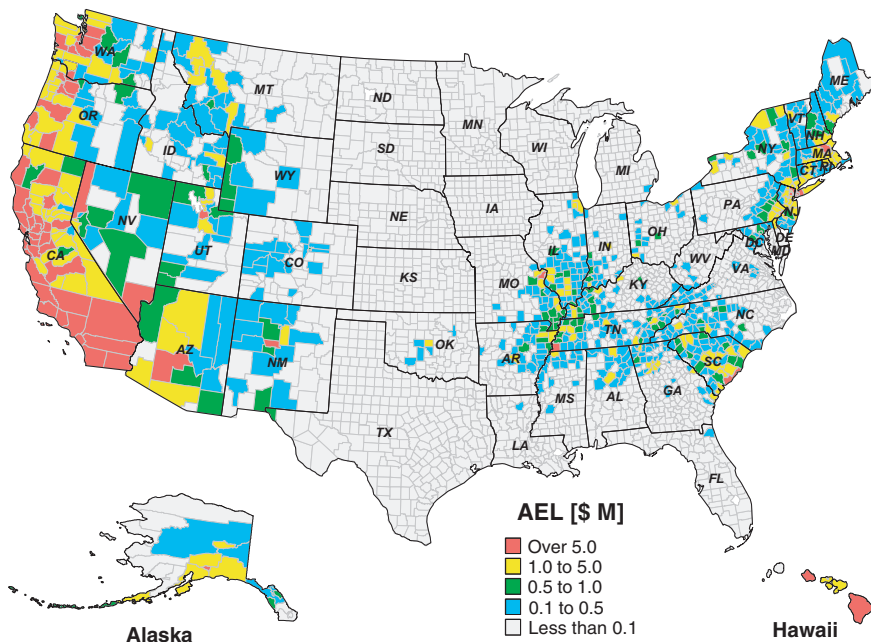 WA
MT
ND
MN
ME
OR
ID
SD
WI
MI
VT
NH
NY
MA
CT
RI
WY
NE
IA
PA
NJ
NV
UT
CO
KS
MO
IL
IN
OH
WV
VA
DC
DE
MD
CA
KY
AZ
NM
OK
AR
TN
NC
SC
TX
LA
MS
AL
GA
FL
AEL [$ M]
Over 5.0
1.0 to 5.0
0.5 to 1.0
0.1 to 0.5
Less than 0.1
Alaska
Hawaii